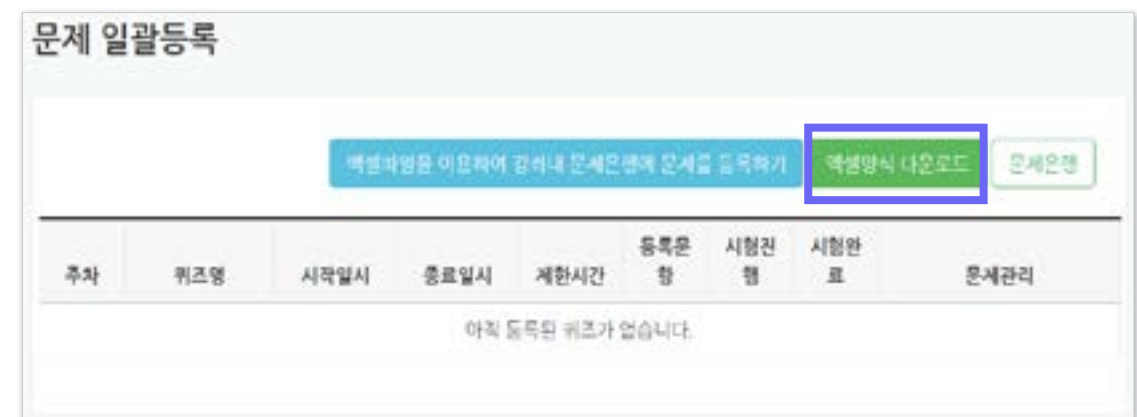 문제 일괄등록
엑셀파일을 이용하여 강의내 문제은행에 문제를 등록하기 엑셀양식 다운로드 문제은행
주차 퀴즈명 시작일시 종료일시 제한시간 등록문항 시험진행 시험완료 문제관리
아직 등록된 퀴즈가 없습니다.